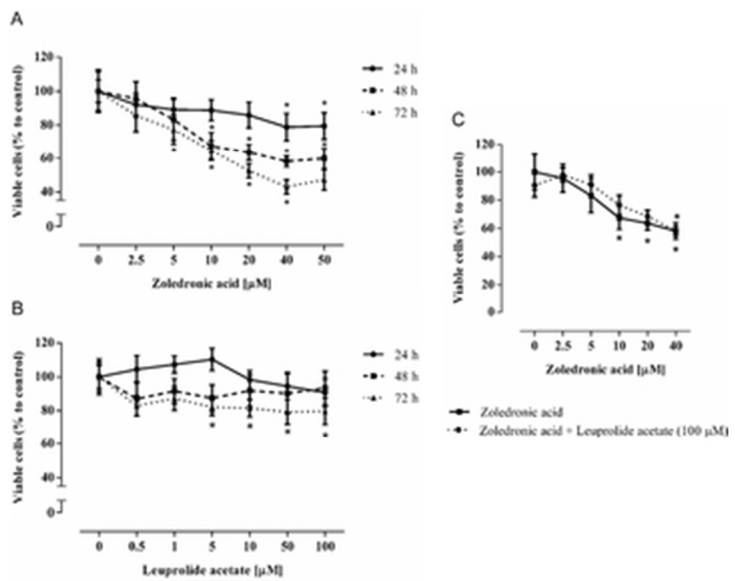 A
120
100
80
60
40
0
Viable cells (% to control)
0 2.5 5 10 20 40 50
Zoledronic acid [µM]
24 h
48 h
72 h
B
120
100
80
60
40
0
Viable cells (% to control)
0 0.5 1 5 10 50 100
Leuprolide acetate [µM]
24 h
48 h
72 h
C
120
100
80
60
40
20
0
Viable cells (% to control)
0 2.5 5 10 20 40
Zoledronic acid [µM]
Zoledronic acid
Zoledronic acid + Leuprolide acetate (100 µM)